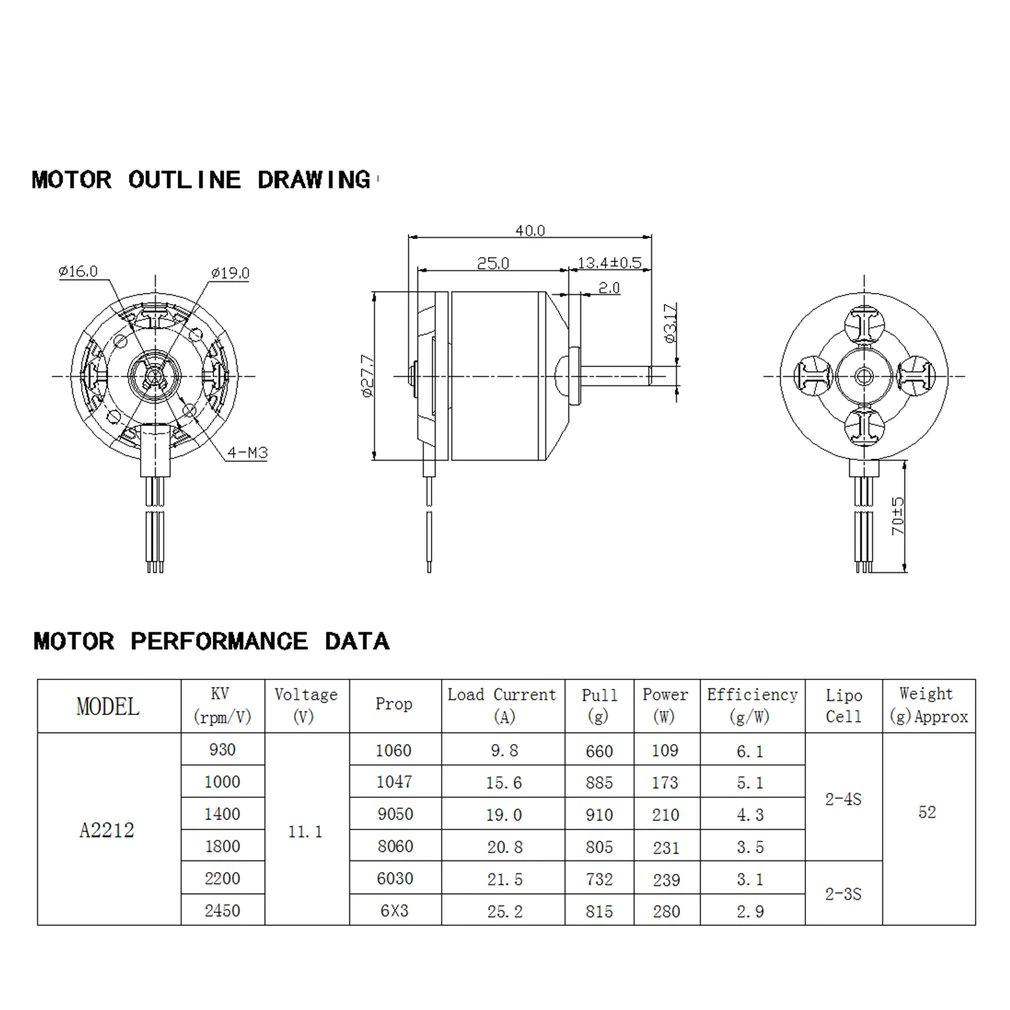 MOTOR OUTLINE DRAWING
40.0
25.0
13.4±0.5
2.0
ø16.0
ø19.0
ø27.7
ø3.17
4-M3
70±5
MOTOR PERFORMANCE DATA
MODEL KV (rpm/V) Voltage (V) Prop Load Current (A) Pull (g) Power (W) Efficiency (g/W) Lipo Cell Weight (g)Approx
A2212 930 11.1 1060 9.8 660 109 6.1 2-4S 52
1000 1047 15.6 885 173 5.1
1400 9050 19.0 910 210 4.3
1800 8060 20.8 805 231 3.5
2200 6030 21.5 732 239 3.1 2-3S
2450 6X3 25.2 815 280 2.9